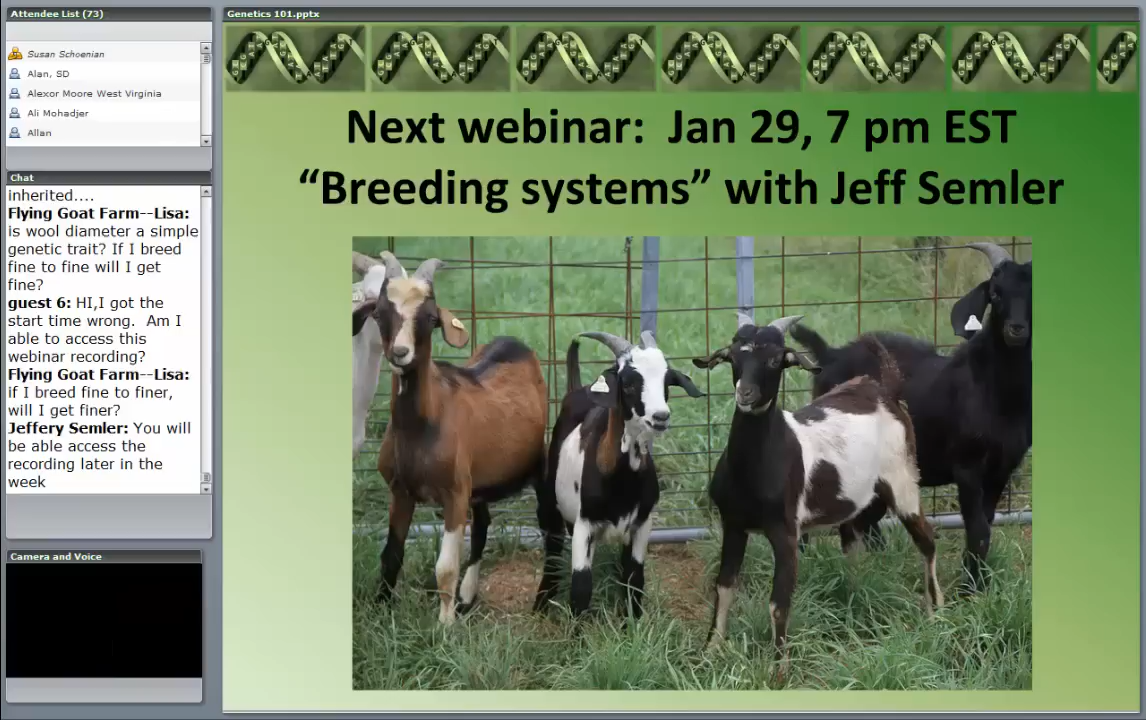 Attendee List (73)
Susan Schoenian
Alan, SD
Alexor Moore West Virginia
Ali Mohadjer
Allan
Chat
inherited....
Flying Goat Farm--Lisa:
is wool diameter a simple
genetic trait? If I breed
fine to fine will I get
fine?
guest 6: HI,I got the
start time wrong.  Am I
able to access this
webinar recording?
Flying Goat Farm--Lisa:
if I breed fine to finer,
will I get finer?
Jeffery Semler: You will
be able access the
recording later in the
week
Camera and Voice
Genetics 101.pptx
Next webinar:  Jan 29, 7 pm EST
“Breeding systems” with Jeff Semler